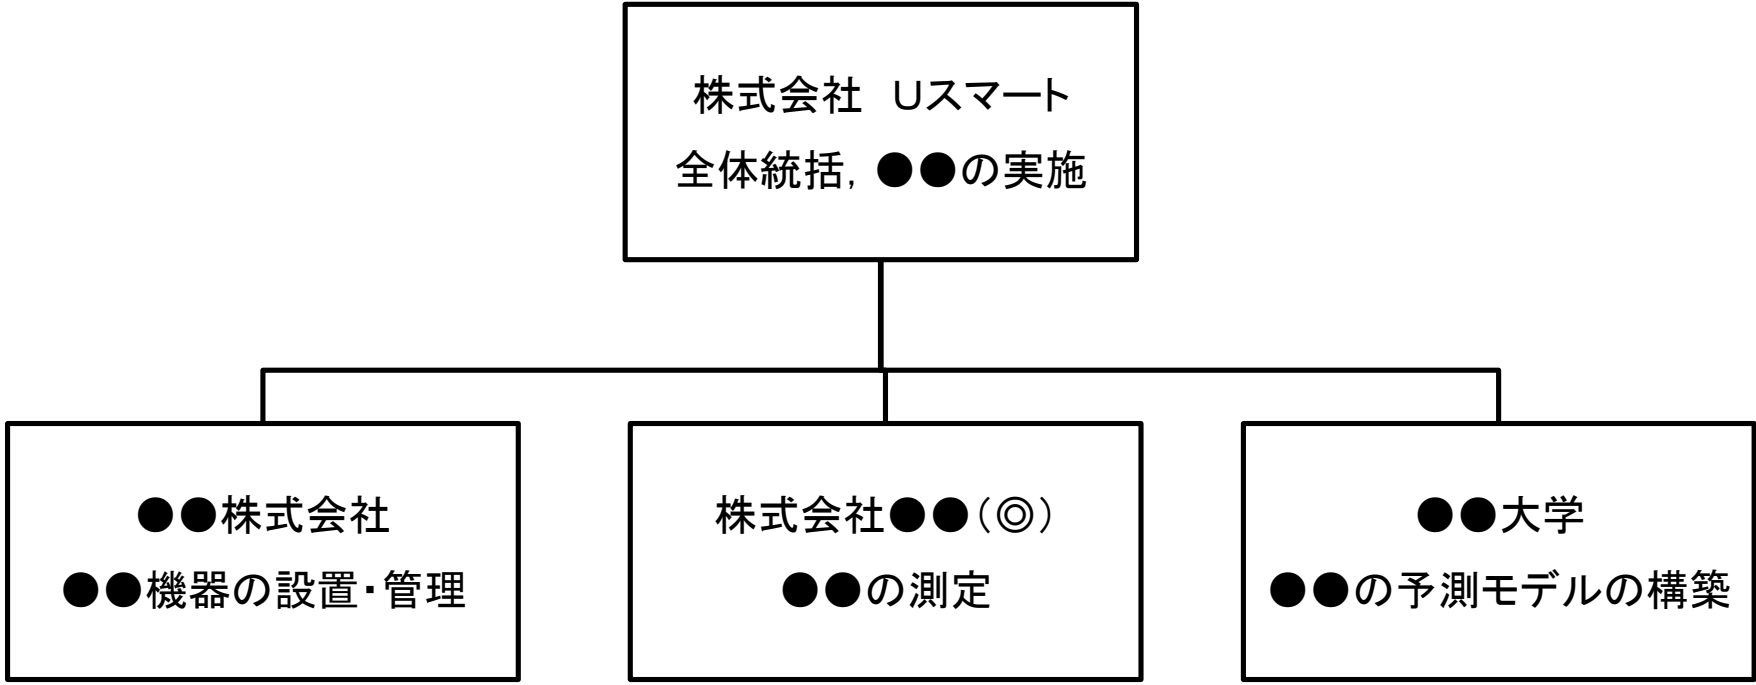 株式会社　Ｕスマート
全体統括, ●●の実施
●●株式会社
●●機器の設置・管理
株式会社●●（◎）
●●の測定
●●大学
●●の予測モデルの構築